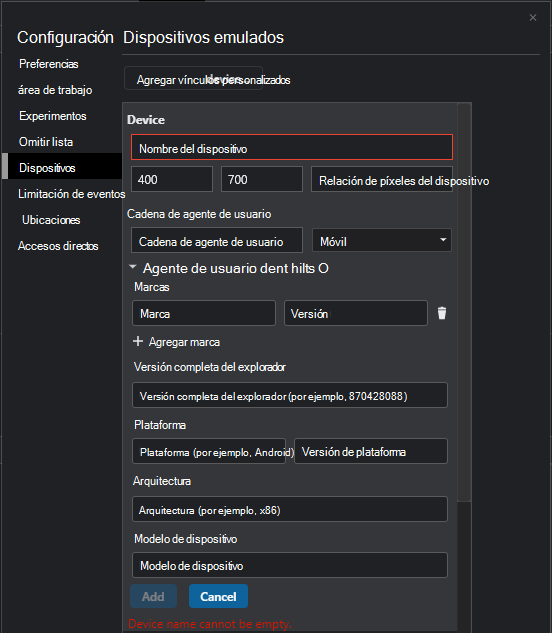 Configuración
Dispositivos emulados
Preferencias
área de trabajo
Experimentos
Omitir lista
Dispositivos
Limitación de eventos
Ubicaciones
Accesos directos
Agregar vínculos personalizados
Device
Nombre del dispositivo
400 700 Relación de píxeles del dispositivo
Cadena de agente de usuario
Cadena de agente de usuario Móvil
Agente de usuario dent hilts O
Marcas
Marca Versión
+ Agregar marca
Versión completa del explorador
Versión completa del explorador (por ejemplo, 870428088)
Plataforma
Plataforma (por ejemplo, Android) Versión de plataforma
Arquitectura
Arquitectura (por ejemplo, x86)
Modelo de dispositivo
Modelo de dispositivo
Add Cancel
Device name cannot be empty.